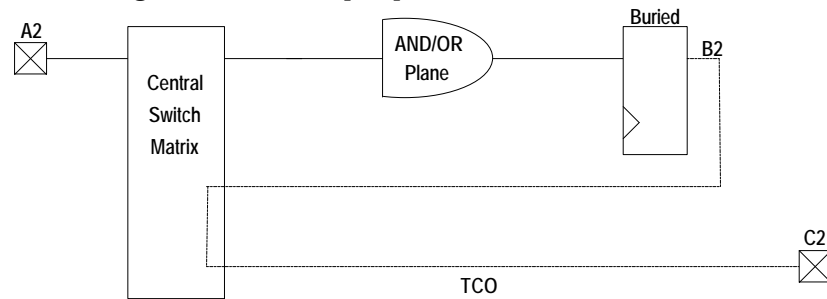 Buried
A2
AND/OR
Plane
B2
Central
Switch
Matrix
C2
TCO